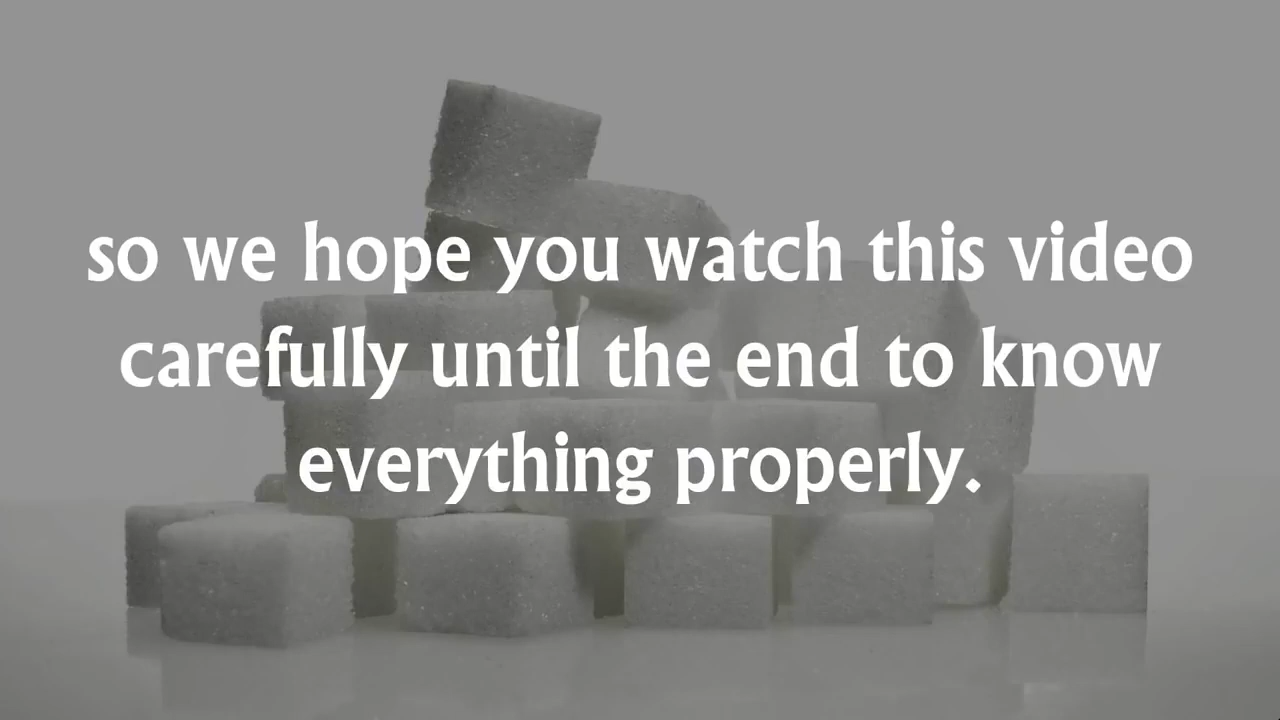 so we hope you watch this video
carefully until the end to know
everything properly.